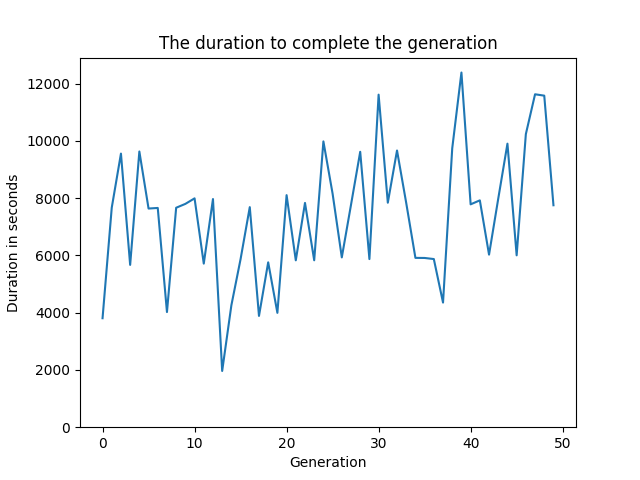 The duration to complete the generation
12000
10000
8000
6000
4000
2000
0
Duration in seconds
0 10 20 30 40 50
Generation